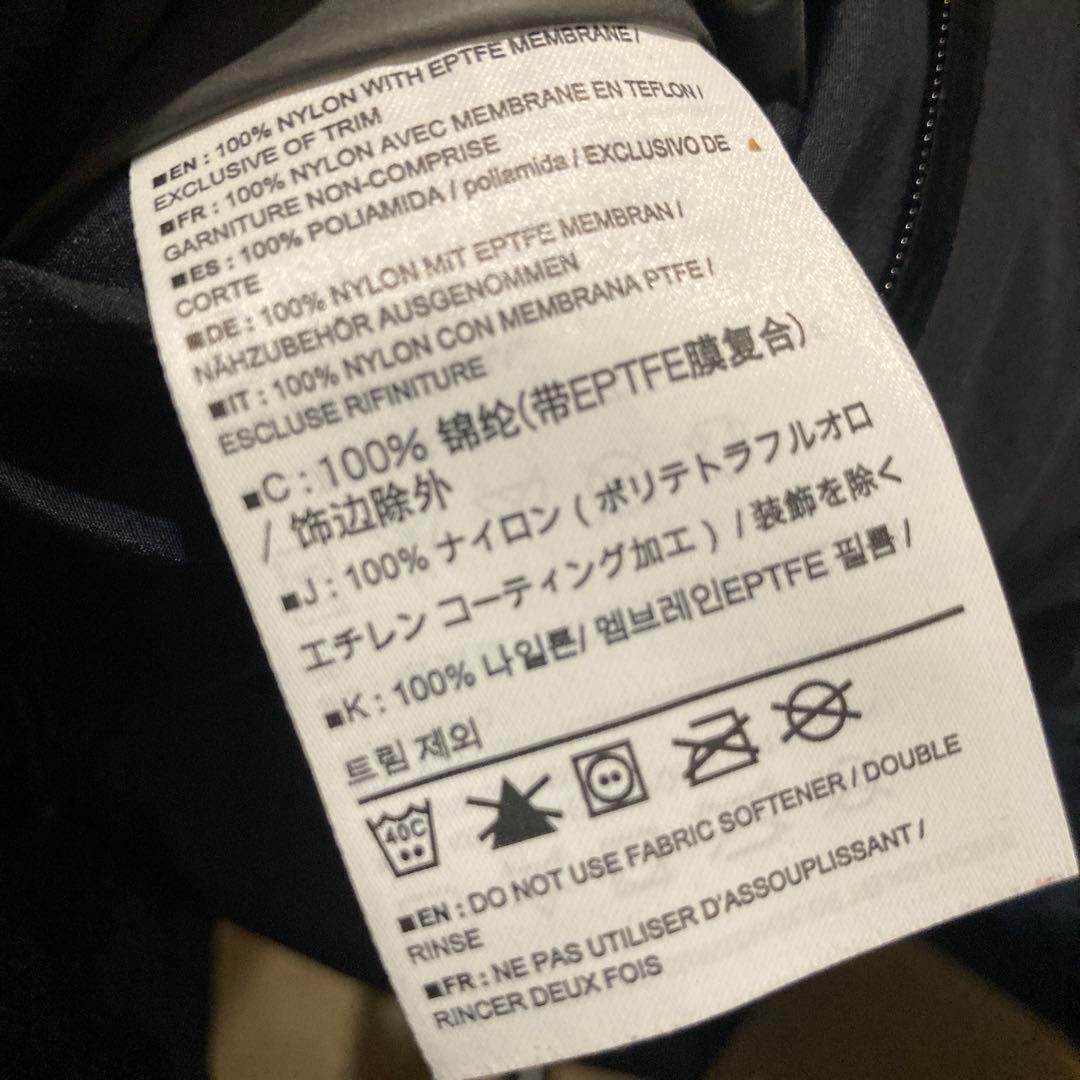 ■EN : 100% NYLON WITH EPTFE MEMBRANE /
EXCLUSIVE OF TRIM
■FR : 100% NYLON AVEC MEMBRANE EN TEFLON /
GARNITURE NON-COMPRISE
■ES : 100% POLIAMIDA / poliamida / EXCLUSIVO DE
CORTE
■DE : 100% NYLON MIT EPTFE MEMBRAN /
NÄHZUBEHÖR AUSGENOMMEN
■IT : 100% NYLON CON MEMBRANA PTFE /
ESCLUSE RIFINITURE
■C : 100% 锦纶(带EPTFE膜复合)
/ 饰边除外
■J : 100% ナイロン ( ポリテトラフルオロ
エチレン コーティング加工 ) / 装飾を除く
■K : 100% 나일론/ 멤브레인EPTFE 필름 /
트림 제외
40C
■EN : DO NOT USE FABRIC SOFTENER / DOUBLE
RINSE
■FR : NE PAS UTILISER D'ASSOUPLISSANT /
RINCER DEUX FOIS